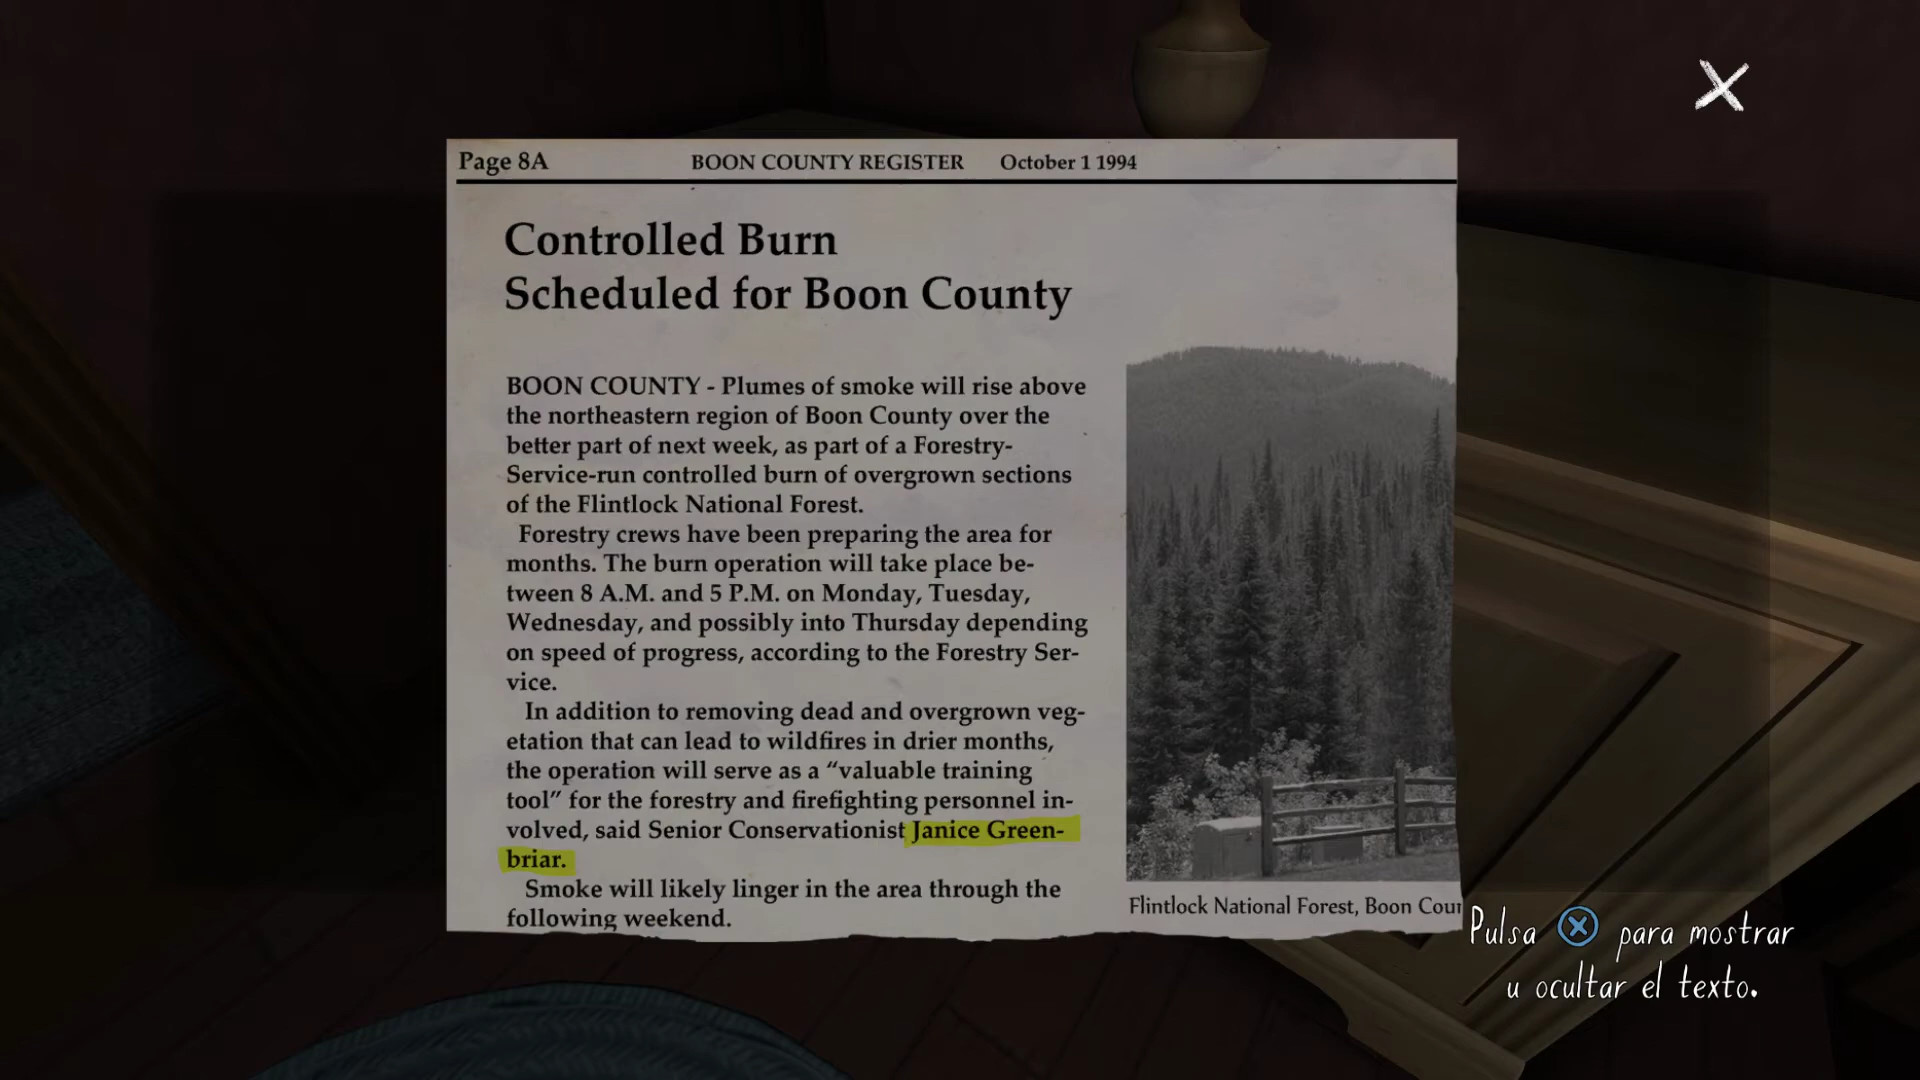 Page 8A BOON COUNTY REGISTER October 1 1994
Controlled Burn
Scheduled for Boon County
BOON COUNTY - Plumes of smoke will rise above
the northeastern region of Boon County over the
better part of next week, as part of a Forestry-
Service-run controlled burn of overgrown sections
of the Flintlock National Forest.
Forestry crews have been preparing the area for
months. The burn operation will take place be-
tween 8 A.M. and 5 P.M. on Monday, Tuesday,
Wednesday, and possibly into Thursday depending
on speed of progress, according to the Forestry Ser-
vice.
In addition to removing dead and overgrown veg-
etation that can lead to wildfires in drier months,
the operation will serve as a “valuable training
tool” for the forestry and firefighting personnel in-
volved, said Senior Conservationist Janice Green-
briar.
Smoke will likely linger in the area through the
following weekend.
Flintlock National Forest, Boon Coun
Pulsa para mostrar
u ocultar el texto.